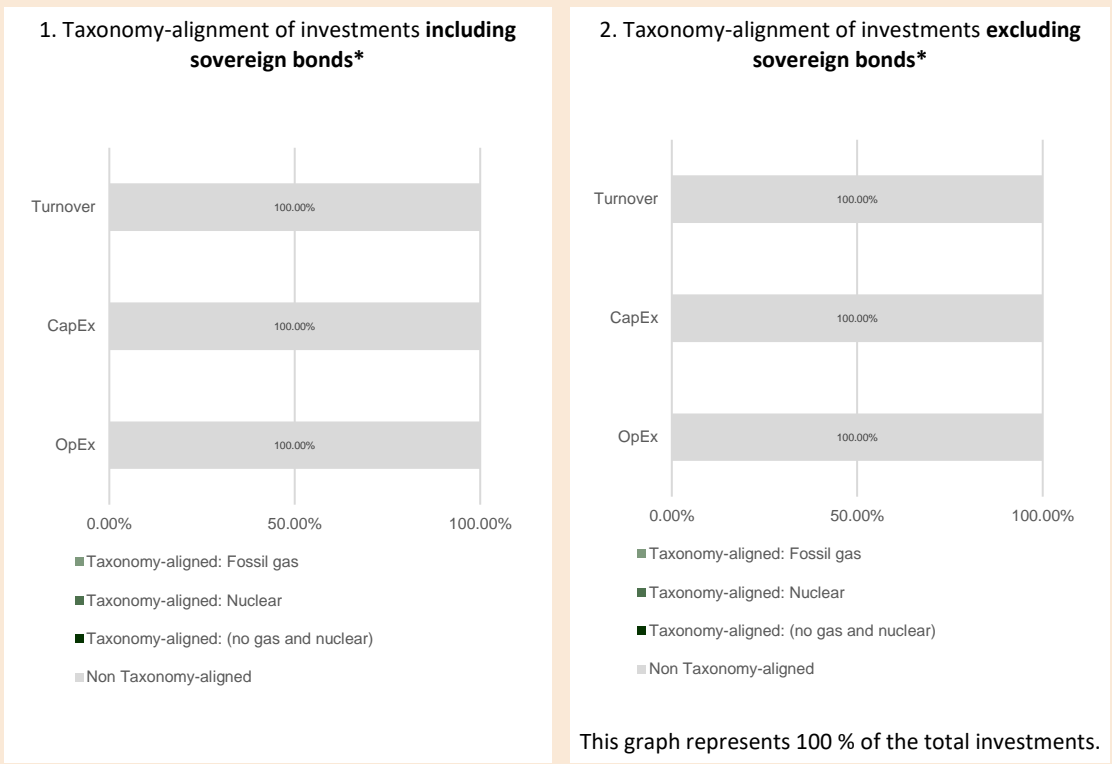 1. Taxonomy-alignment of investments including
sovereign bonds*
Turnover
100.00%
CapEx
100.00%
OpEx
100.00%
0.00%
50.00%
100.00%
Taxonomy-aligned: Fossil gas
Taxonomy-aligned: Nuclear
Taxonomy-aligned: (no gas and nuclear)
Non Taxonomy-aligned
2. Taxonomy-alignment of investments excluding
sovereign bonds*
Turnover
100.00%
CapEx
100.00%
OpEx
100.00%
0.00%
50.00%
100.00%
Taxonomy-aligned: Fossil gas
Taxonomy-aligned: Nuclear
Taxonomy-aligned: (no gas and nuclear)
Non Taxonomy-aligned
This graph represents 100 % of the total investments.